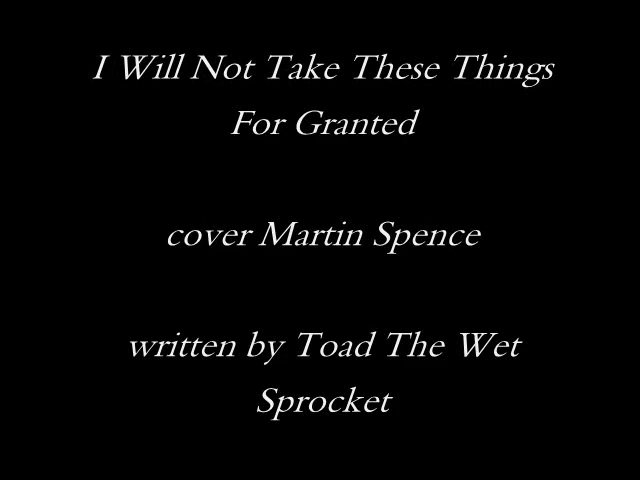 I Will Not Take These Things
For Granted
cover Martin Spence
written by Toad The Wet
Sprocket